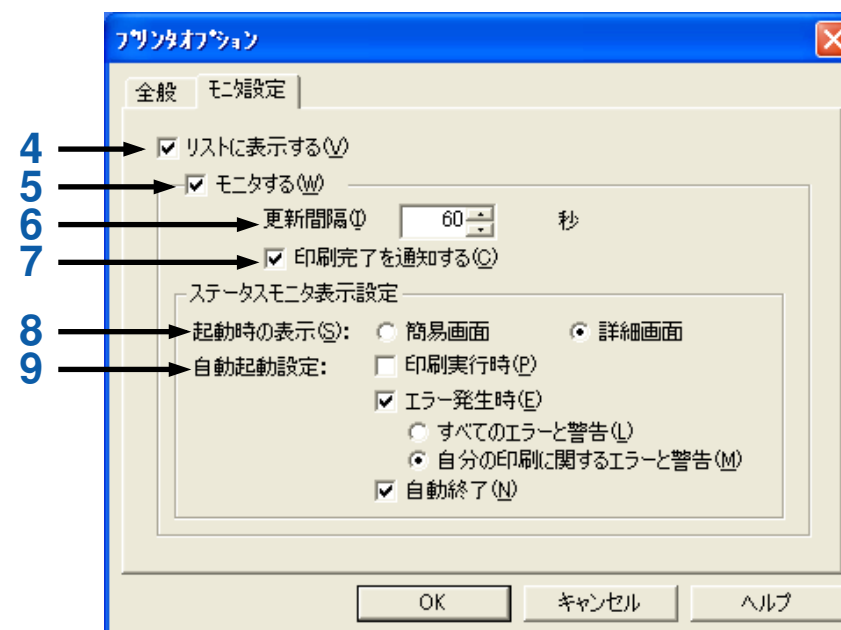 プリンタオプション
全般 モニタ設定
4 リストに表示する(V)
5 モニタする(W)
6 更新間隔(I) 60 秒
7 印刷完了を通知する(C)
ステータスモニタ表示設定
8 起動時の表示(S): 簡易画面 詳細画面
9 自動起動設定: 印刷実行時(P)
エラー発生時(E)
すべてのエラーと警告(L)
自分の印刷に関するエラーと警告(M)
自動終了(N)
OK キャンセル ヘルプ